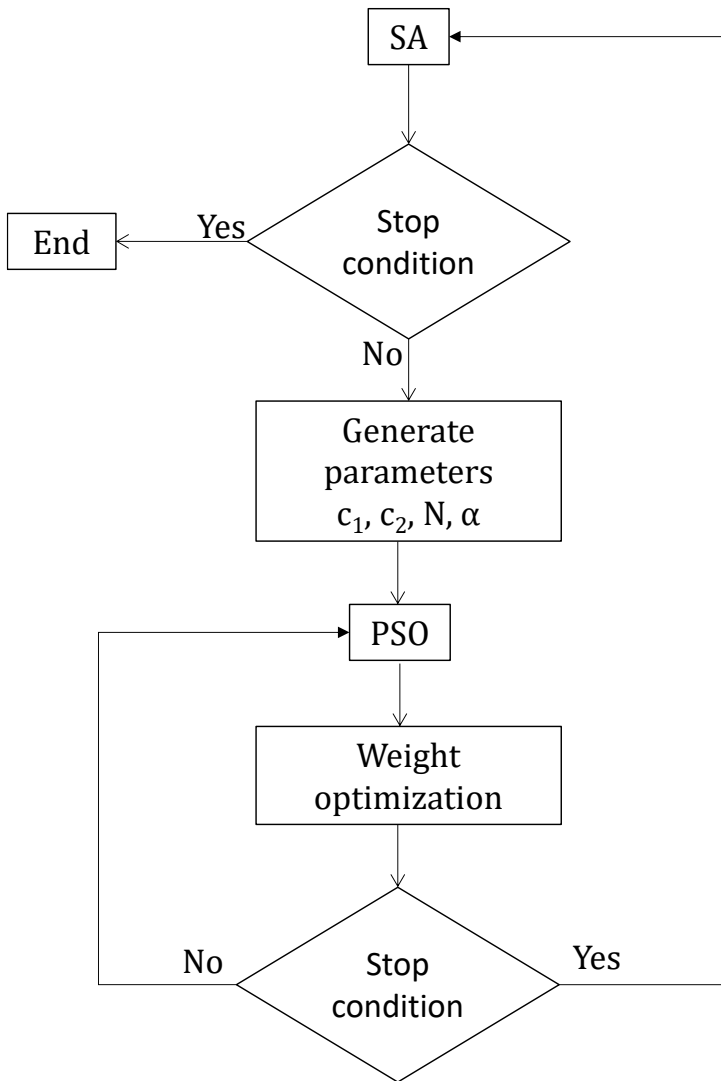 SA
Stop
condition
Yes
End
No
Generate
parameters
c₁, c₂, N, α
PSO
Weight
optimization
No
Stop
condition
Yes